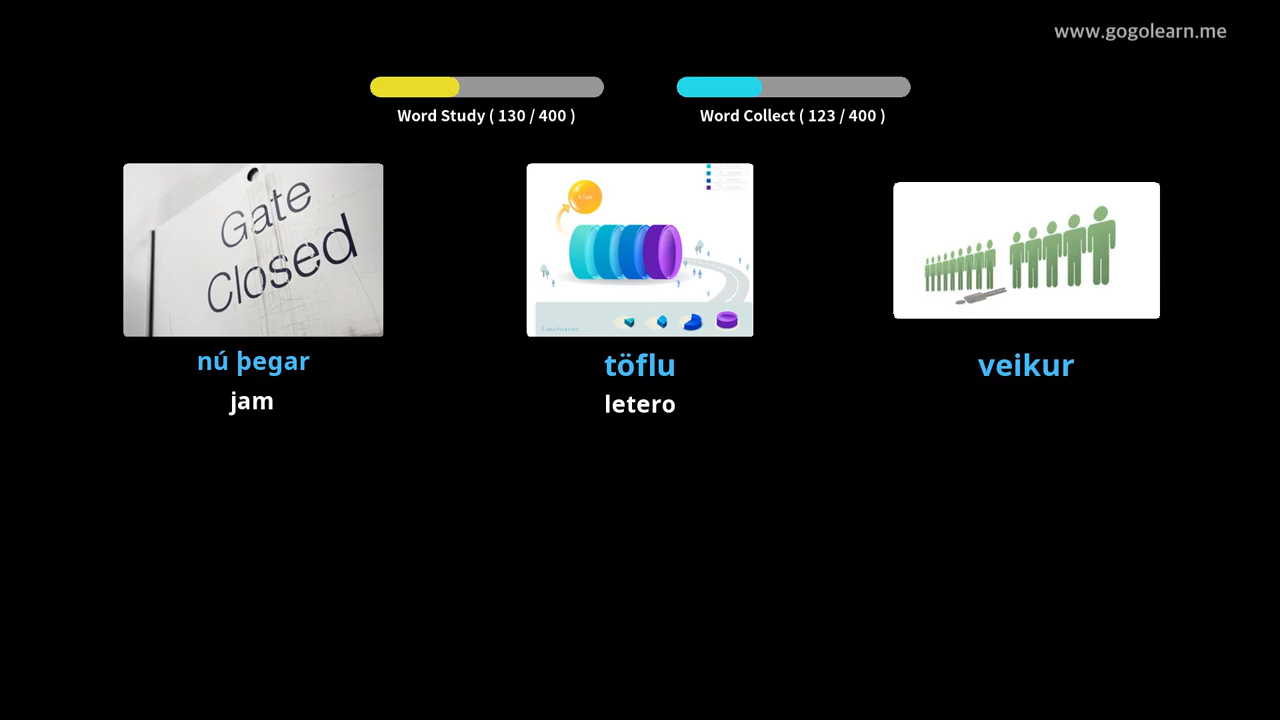 www.gogolearn.me
Word Study ( 130 / 400 )
Word Collect ( 123 / 400 )
Gate
Closed
Classification
nú þegar
jam
töflu
letero
veikur